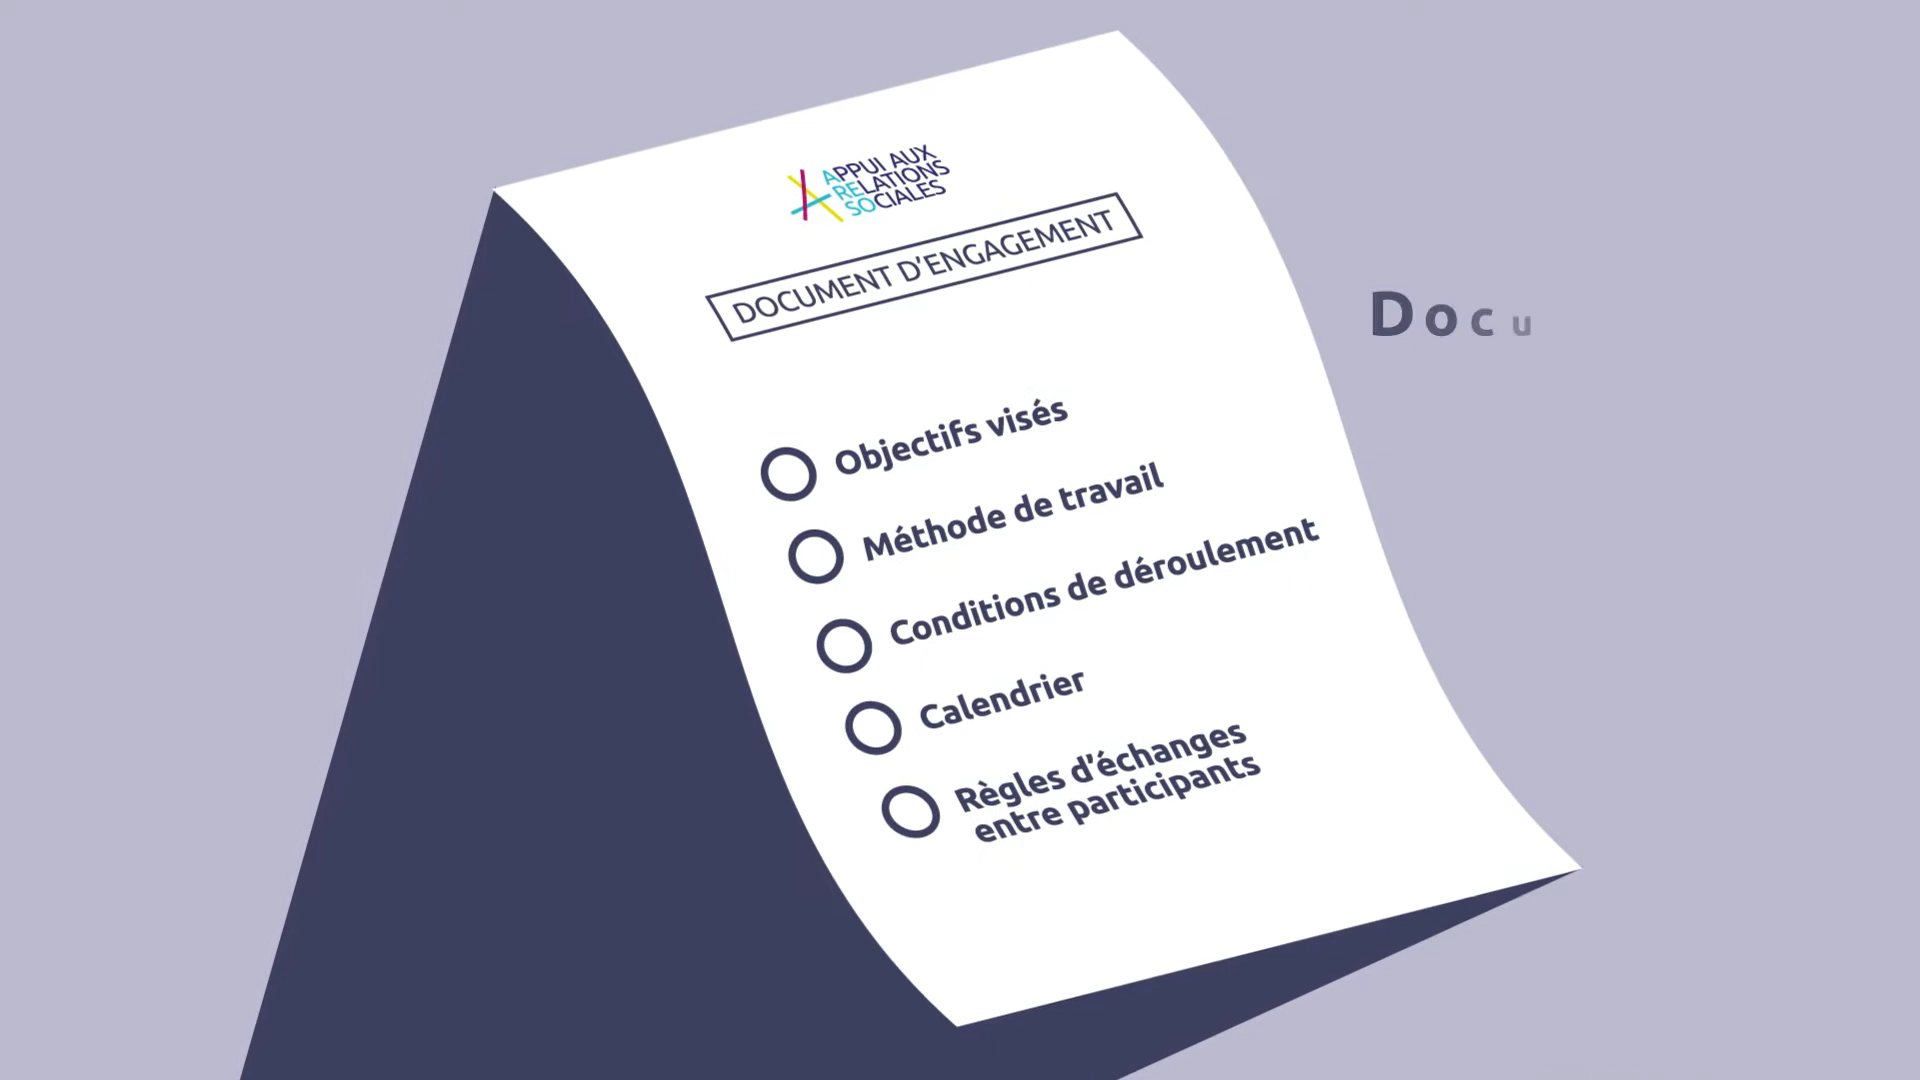 APPUI AUX
RELATIONS
SOCIALES
DOCUMENT D'ENGAGEMENT
Docu
Objectifs visés
Méthode de travail
Conditions de déroulement
Calendrier
Règles d'échanges
entre participants